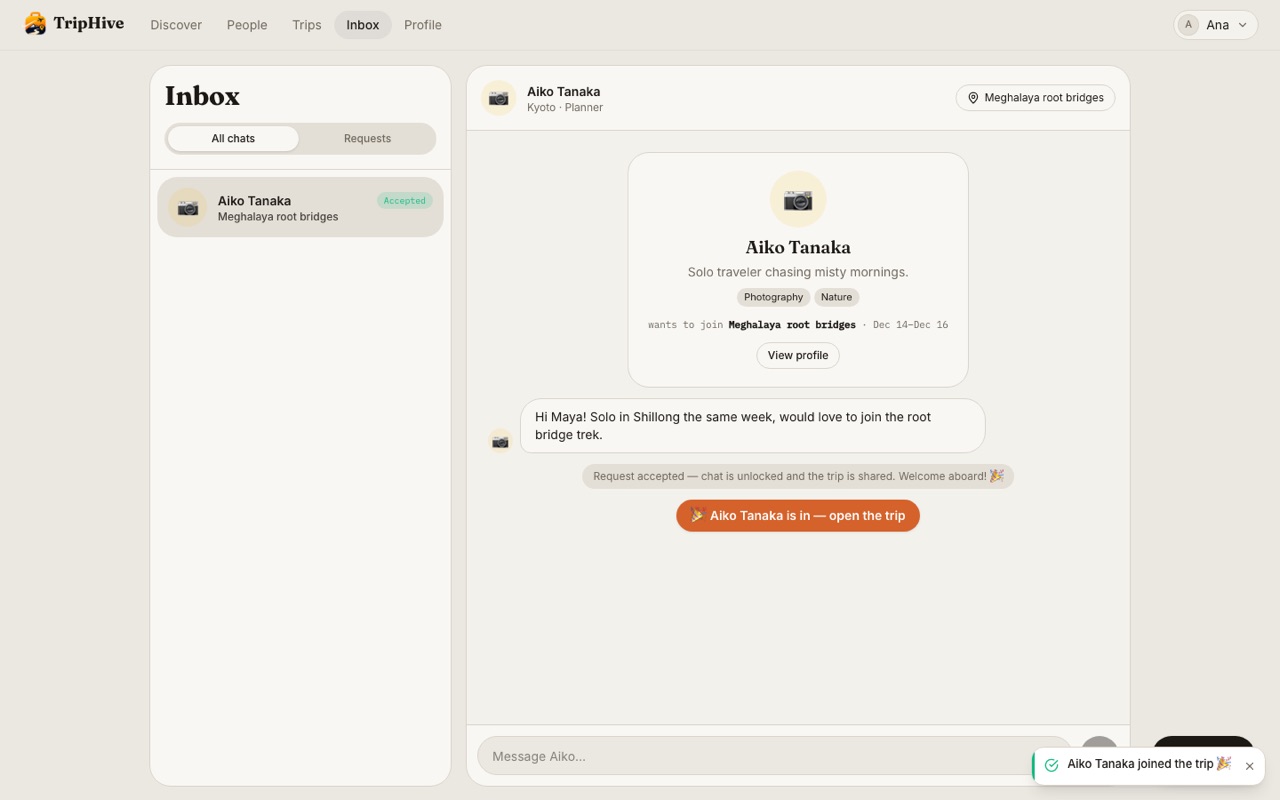 TripHive
Discover
People
Trips
Inbox
Profile
A
Ana
Inbox
All chats
Requests
Aiko Tanaka
Accepted
Meghalaya root bridges
Aiko Tanaka
Kyoto · Planner
Meghalaya root bridges
Aiko Tanaka
Solo traveler chasing misty mornings.
Photography
Nature
wants to join Meghalaya root bridges · Dec 14–Dec 16
View profile
Hi Maya! Solo in Shillong the same week, would love to join the root
bridge trek.
Request accepted — chat is unlocked and the trip is shared. Welcome aboard! 🎉
🎉 Aiko Tanaka is in — open the trip
Message Aiko...
Aiko Tanaka joined the trip 🎉